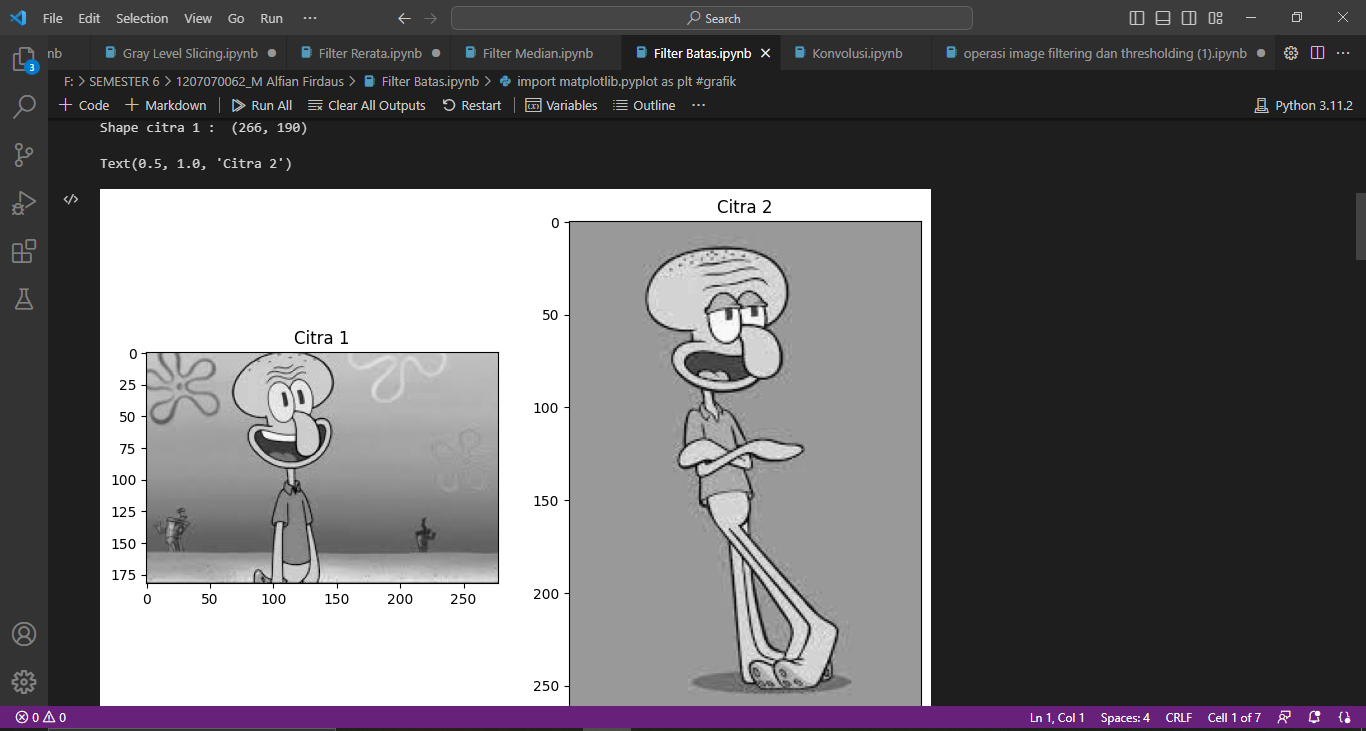 File Edit Selection View Go Run ··· Search
nb Gray Level Slicing.ipynb Filter Rerata.ipynb Filter Median.ipynb Filter Batas.ipynb Konvolusi.ipynb operasi image filtering dan thresholding (1).ipynb ···
3
F: > SEMESTER 6 > 1207070062_M Alfian Firdaus > Filter Batas.ipynb > import matplotlib.pyplot as plt #grafik
+ Code + Markdown Run All Clear All Outputs Restart Variables Outline ··· Python 3.11.2
Shape citra 1 :  (266, 190)
Text(0.5, 1.0, 'Citra 2')
Citra 1
0
25
50
75
100
125
150
175
0 50 100 150 200 250
Citra 2
0
50
100
150
200
250
0 0 Ln 1, Col 1 Spaces: 4 CRLF Cell 1 of 7